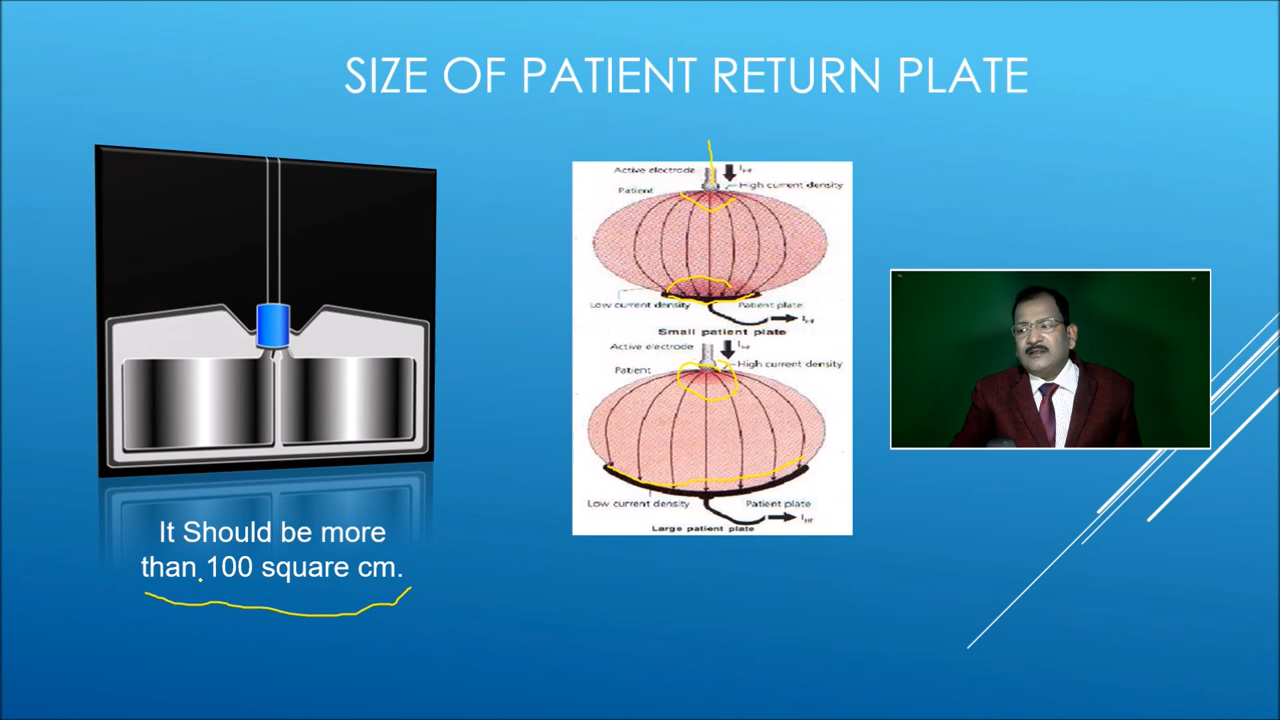 SIZE OF PATIENT RETURN PLATE
It Should be more
than 100 square cm.
Active electrode
High current density
Patient
Low current density
Patient plate
Small patient plate
Active electrode
High current density
Patient
Low current density
Patient plate
Large patient plate